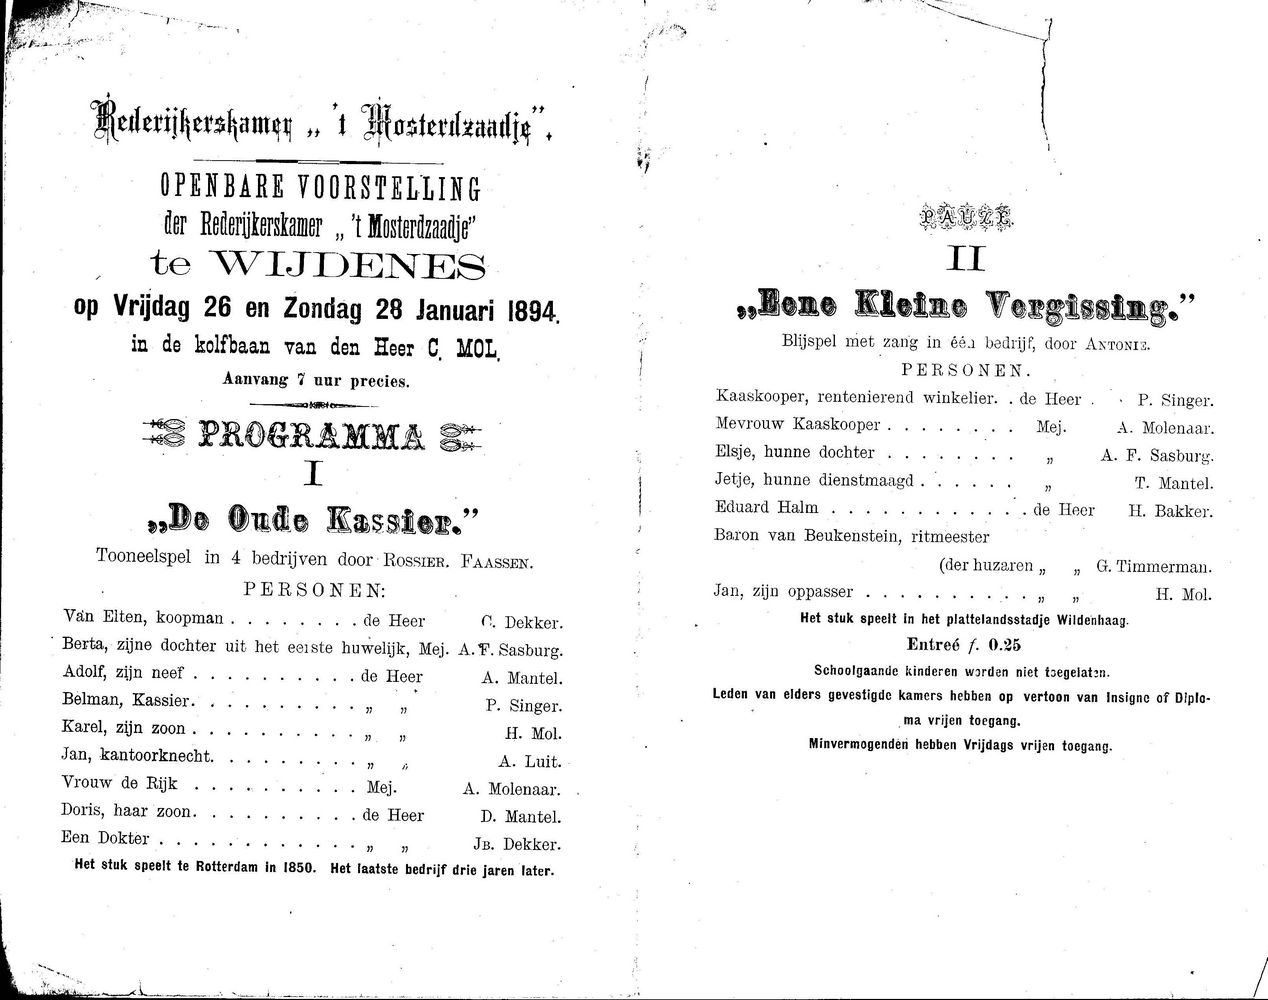 Rederijkerskamer „ 't Mosterdzaadje”.
OPENBARE VOORSTELLING
der Rederijkerskamer „ 't Mosterdzaadje”
te WIJDENES
op Vrijdag 26 en Zondag 28 Januari 1894.
in de kolfbaan van den Heer C. MOL.
Aanvang 7 uur precies.
PROGRAMMA
I
„De Oude Kassier.”
Tooneelspel in 4 bedrijven door ROSSIER. FAASSEN.
PERSONEN:
Van Elten, koopman . . . . . . . . de Heer C. Dekker.
Berta, zijne dochter uit het eerste huwelijk, Mej. A. F. Sasburg.
Adolf, zijn neef . . . . . . . . . . de Heer A. Mantel.
Belman, Kassier. . . . . . . . . . . „ „ P. Singer.
Karel, zijn zoon . . . . . . . . . . „ „ H. Mol.
Jan, kantoorknecht. . . . . . . . . „ „ A. Luit.
Vrouw de Rijk . . . . . . . . . . Mej. A. Molenaar.
Doris, haar zoon. . . . . . . . . . de Heer D. Mantel.
Een Dokter . . . . . . . . . . . . „ „ JB. Dekker.
Het stuk speelt te Rotterdam in 1850. Het laatste bedrijf drie jaren later.
PAUZE.
II
„Eene Kleine Vergissing.”
Blijspel met zang in één bedrijf, door ANTONIE.
PERSONEN.
Kaaskooper, rentenierend winkelier. . de Heer . . P. Singer.
Mevrouw Kaaskooper . . . . . . . . Mej. A. Molenaar.
Elsje, hunne dochter . . . . . . . . „ A. F. Sasburg.
Jetje, hunne dienstmaagd . . . . . . „ T. Mantel.
Eduard Halm . . . . . . . . . . . . de Heer H. Bakker.
Baron van Beukenstein, ritmeester
(der huzaren „ „ G. Timmerman.
Jan, zijn oppasser . . . . . . . . . . „ „ H. Mol.
Het stuk speelt in het plattelandsstadje Wildenhaag.
Entreé f. 0.25
Schoolgaande kinderen worden niet toegelaten.
Leden van elders gevestigde kamers hebben op vertoon van Insigne of Diplo-
ma vrijen toegang.
Minvermogenden hebben Vrijdags vrijen toegang.